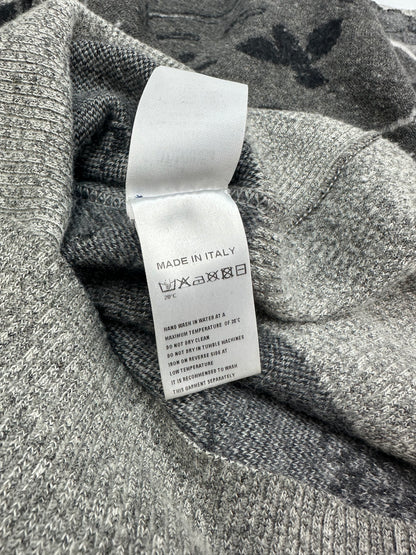 MADE IN ITALY
20°C
HAND WASH IN WATER AT A
MAXIMUM TEMPERATURE OF 20°C
DO NOT DRY CLEAN
DO NOT DRY IN TUMBLE MACHINES
IRON ON REVERSE SIDE AT
LOW TEMPERATURE
IT IS RECOMMENDED TO WASH
THIS GARMENT SEPARATELY